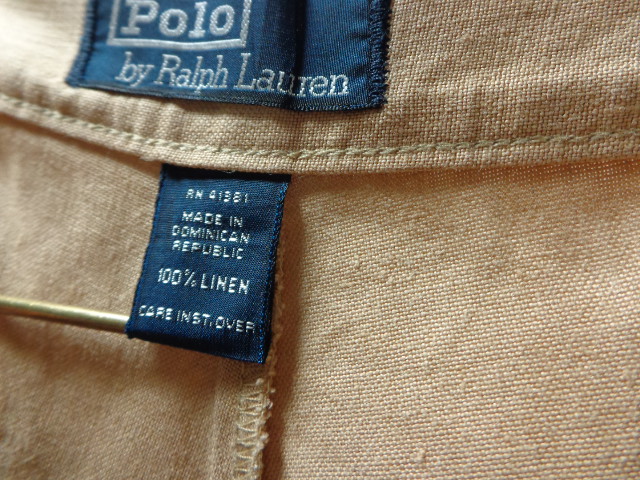 Polo
by Ralph Lauren
RN 41381
MADE IN
DOMINICAN
REPUBLIC
100% LINEN
CARE INST. OVER